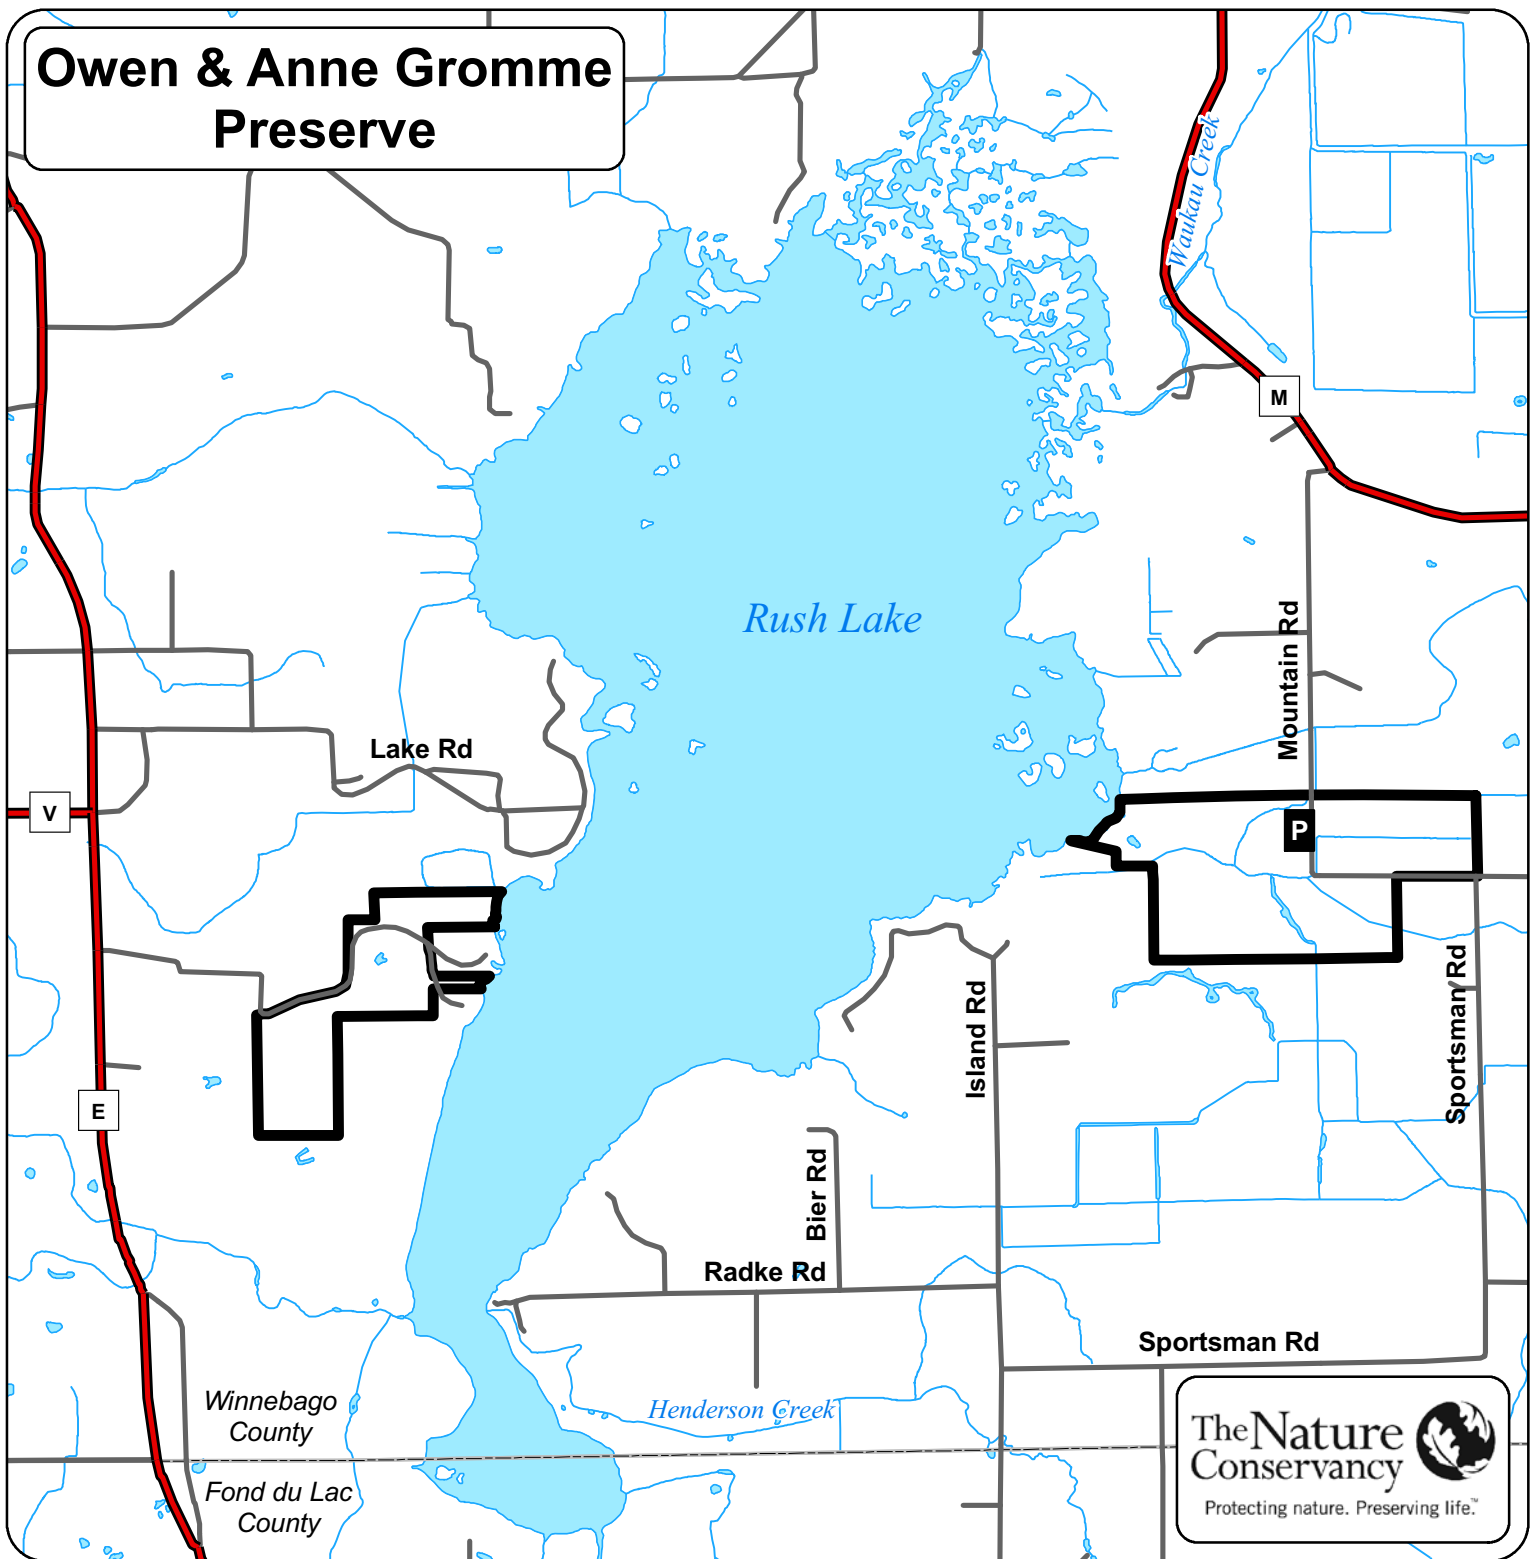 Owen & Anne Gromme
Preserve
Waukau Creek
M
Rush Lake
Mountain Rd
Lake Rd
V
P
Island Rd
Sportsman Rd
E
Bier Rd
Radke Rd
Sportsman Rd
Winnebago
County
Henderson Creek
Fond du Lac
County
The Nature
Conservancy
Protecting nature. Preserving life.™